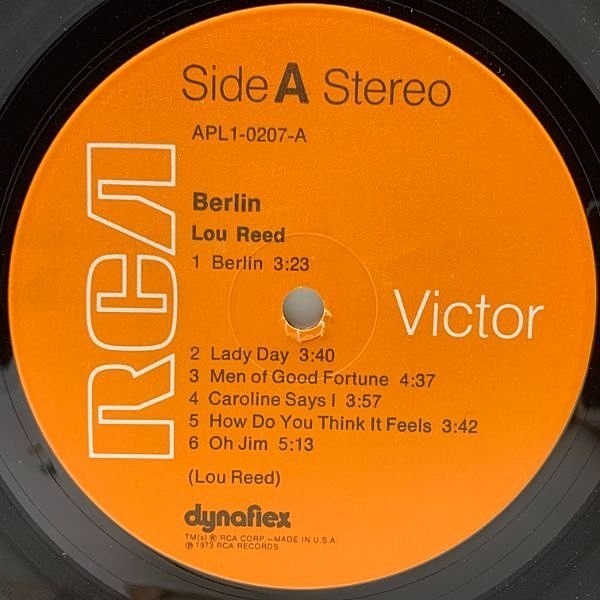 Side A Stereo
APL1-0207-A
RCA
Berlin
Lou Reed
1 Berlin 3:23
Victor
2 Lady Day 3:40
3 Men of Good Fortune 4:37
4 Caroline Says I 3:57
5 How Do You Think It Feels 3:42
6 Oh Jim 5:13
(Lou Reed)
dynaflex
TM(s) ® RCA CORP.–MADE IN U.S.A.
℗ 1973 RCA RECORDS